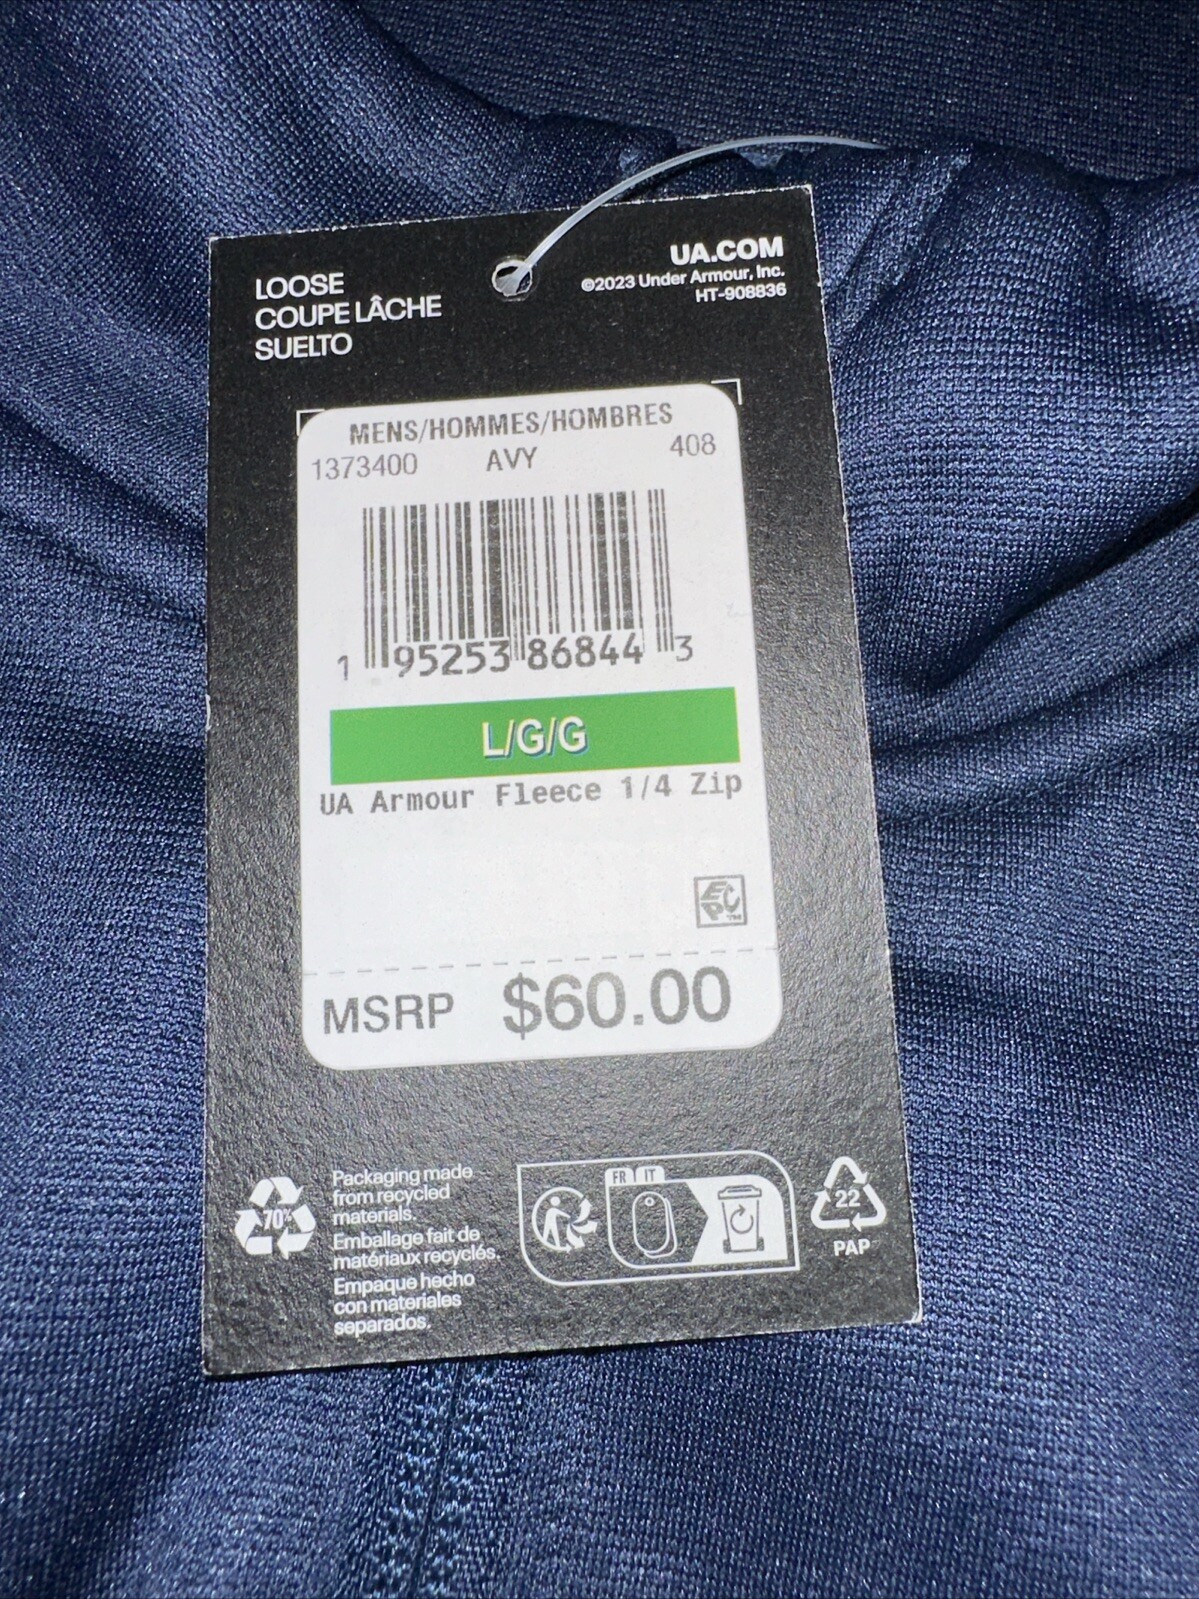 LOOSE
COUPE LÂCHE
SUELTO
UA.COM
©2023 Under Armour, Inc.
HT-908836
MENS/HOMMES/HOMBRES
1373400 AVY 408
1 95253 86844 3
L/G/G
UA Armour Fleece 1/4 Zip
EPC™
MSRP $60.00
70%
Packaging made
from recycled
materials.
Emballage fait de
matériaux recyclés.
Empaque hecho
con materiales
separados.
FR IT
22
PAP